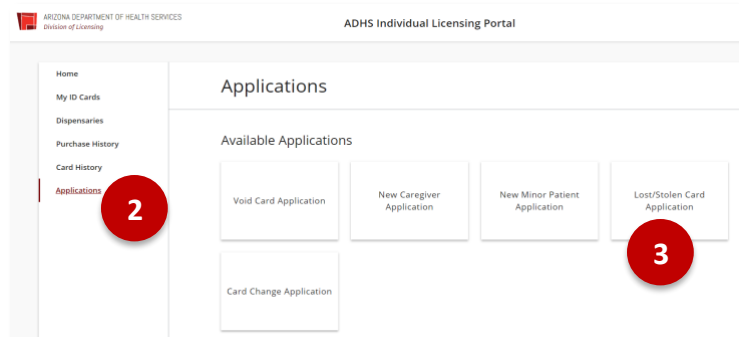 ARIZONA DEPARTMENT OF HEALTH SERVICES
Division of Licensing
ADHS Individual Licensing Portal
Home
My ID Cards
Dispensaries
Purchase History
Card History
Applications
2
Applications
Available Applications
Void Card Application
New Caregiver
Application
New Minor Patient
Application
Lost/Stolen Card
Application
3
Card Change Application